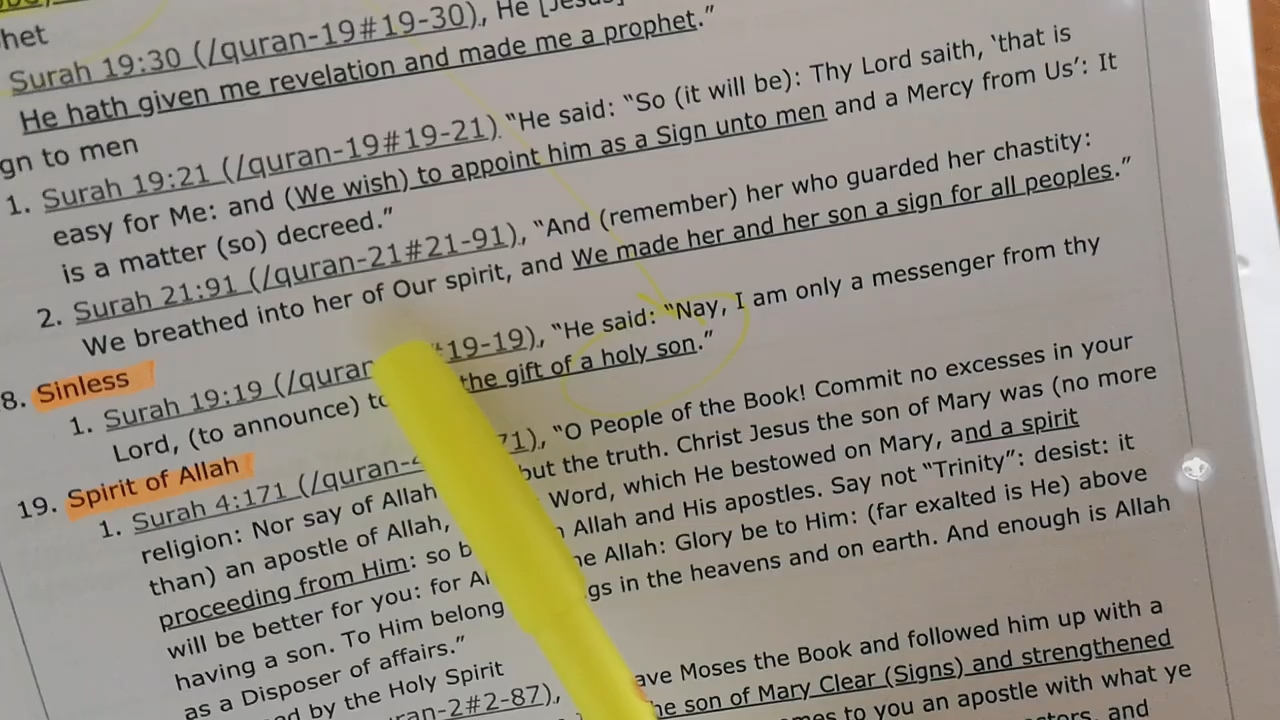 het
Surah 19:30 (/quran-19#19-30), He [Jesus]
He hath given me revelation and made me a prophet.”
gn to men
1. Surah 19:21 (/quran-19#19-21) “He said: “So (it will be): Thy Lord saith, ‘that is
easy for Me: and (We wish) to appoint him as a Sign unto men and a Mercy from Us’: It
is a matter (so) decreed.”
2. Surah 21:91 (/quran-21#21-91), “And (remember) her who guarded her chastity:
We breathed into her of Our spirit, and We made her and her son a sign for all peoples.”
8. Sinless
1. Surah 19:19 (/quran #19-19), “He said: “Nay, I am only a messenger from thy
Lord, (to announce) to the gift of a holy son.”
19. Spirit of Allah
1. Surah 4:171 (/quran-4 71), “O People of the Book! Commit no excesses in your
religion: Nor say of Allah but the truth. Christ Jesus the son of Mary was (no more
than) an apostle of Allah, Word, which He bestowed on Mary, and a spirit
proceeding from Him: so b Allah and His apostles. Say not “Trinity”: desist: it
will be better for you: for Al ne Allah: Glory be to Him: (far exalted is He) above
having a son. To Him belong gs in the heavens and on earth. And enough is Allah
as a Disposer of affairs.”
ed by the Holy Spirit
uran-2#2-87), ave Moses the Book and followed him up with a
he son of Mary Clear (Signs) and strengthened
mes to you an apostle with what ye
and